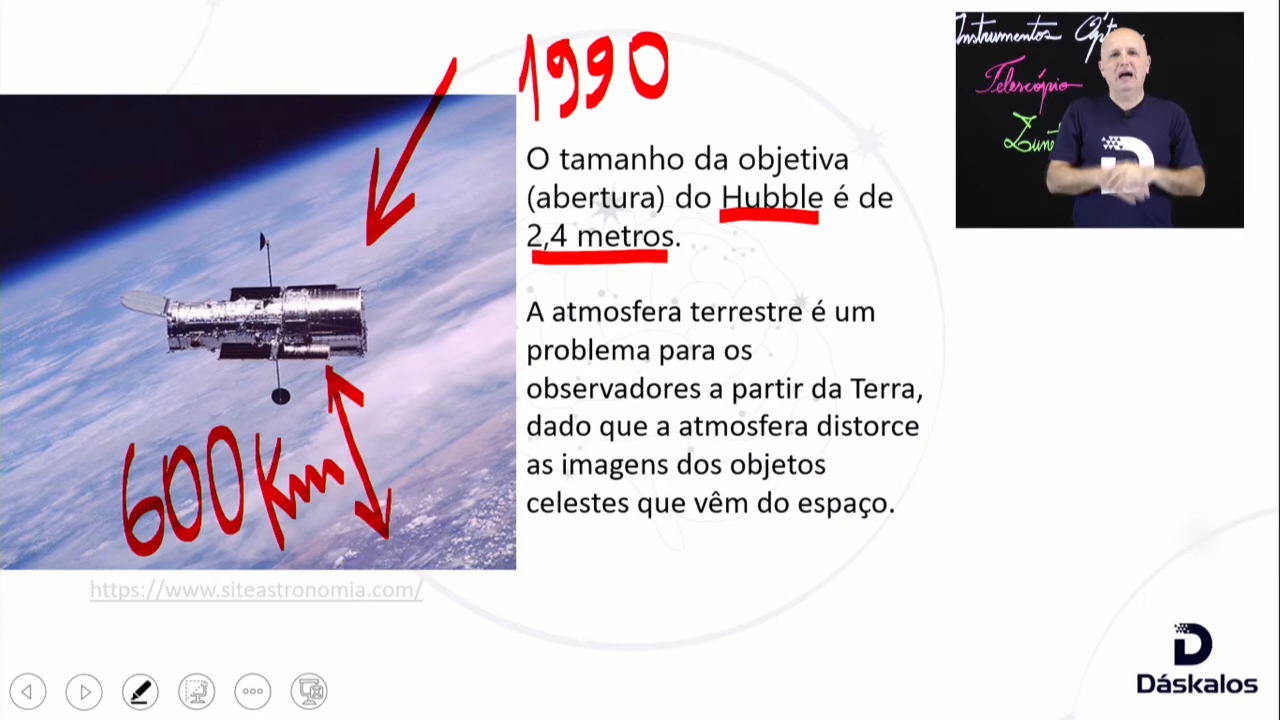 1990
Instrumentos
Telescópio
O tamanho da objetiva
(abertura) do Hubble é de
2,4 metros.
A atmosfera terrestre é um
problema para os
observadores a partir da Terra,
dado que a atmosfera distorce
as imagens dos objetos
celestes que vêm do espaço.
600 Km
https://www.siteastronomia.com/
D
Dáskalos